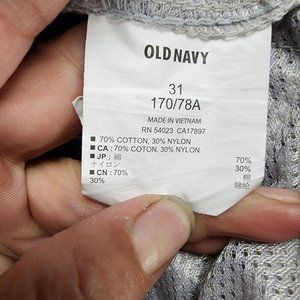 OLD NAVY
31
170/78A
MADE IN VIETNAM
RN 54023 CA17897
■ 70% COTTON, 30% NYLON
■ CA : 70% COTON, 30% NYLON
■ JP : 綿 70%
ナイロン 30%
■ CN : 70% 棉
30% 锦纶